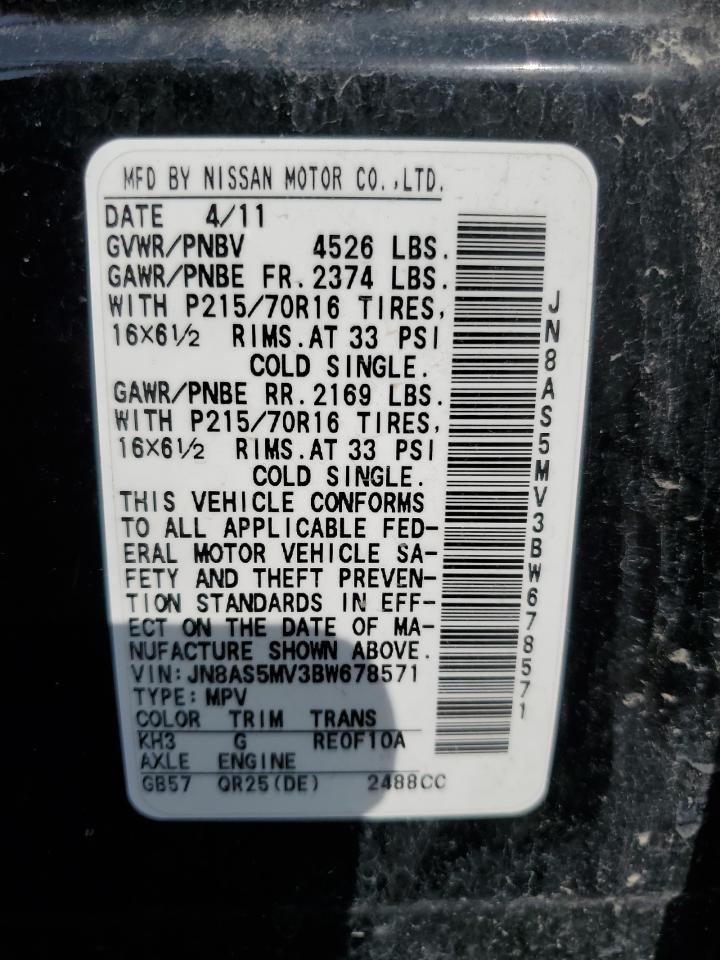 MFD BY NISSAN MOTOR CO.,LTD.
DATE 4/11
GVWR/PNBV 4526 LBS.
GAWR/PNBE FR.2374 LBS.
WITH P215/70R16 TIRES,
16X6½ RIMS.AT 33 PSI
COLD SINGLE.
GAWR/PNBE RR.2169 LBS.
WITH P215/70R16 TIRES,
16X6½ RIMS.AT 33 PSI
COLD SINGLE.
THIS VEHICLE CONFORMS
TO ALL APPLICABLE FED-
ERAL MOTOR VEHICLE SA-
FETY AND THEFT PREVEN-
TION STANDARDS IN EFF-
ECT ON THE DATE OF MA-
NUFACTURE SHOWN ABOVE.
VIN:JN8AS5MV3BW678571
TYPE:MPV
COLOR TRIM TRANS
KH3 G RE0F10A
AXLE ENGINE
GB57 QR25(DE) 2488CC
JN8AS5MV3BW678571